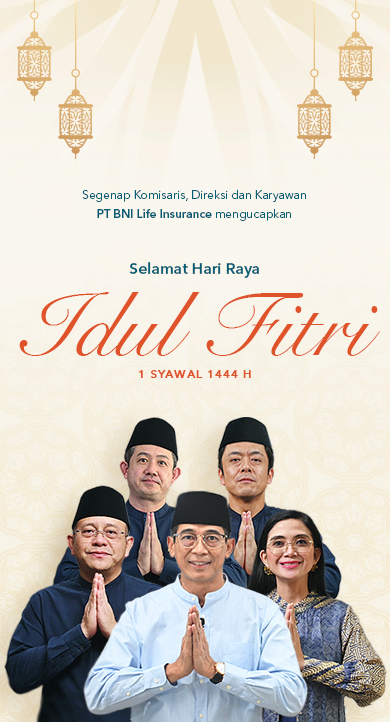 Segenap Komisaris, Direksi dan Karyawan
PT BNI Life Insurance mengucapkan
Selamat Hari Raya
Idul Fitri
1 SYAWAL 1444 H